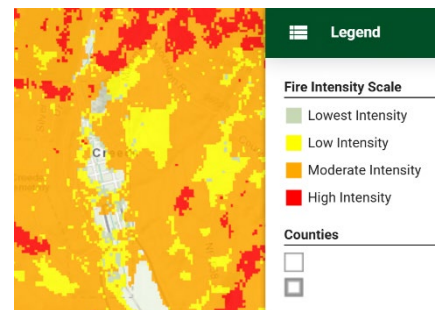 Legend
Fire Intensity Scale
Lowest Intensity
Low Intensity
Moderate Intensity
High Intensity
Counties